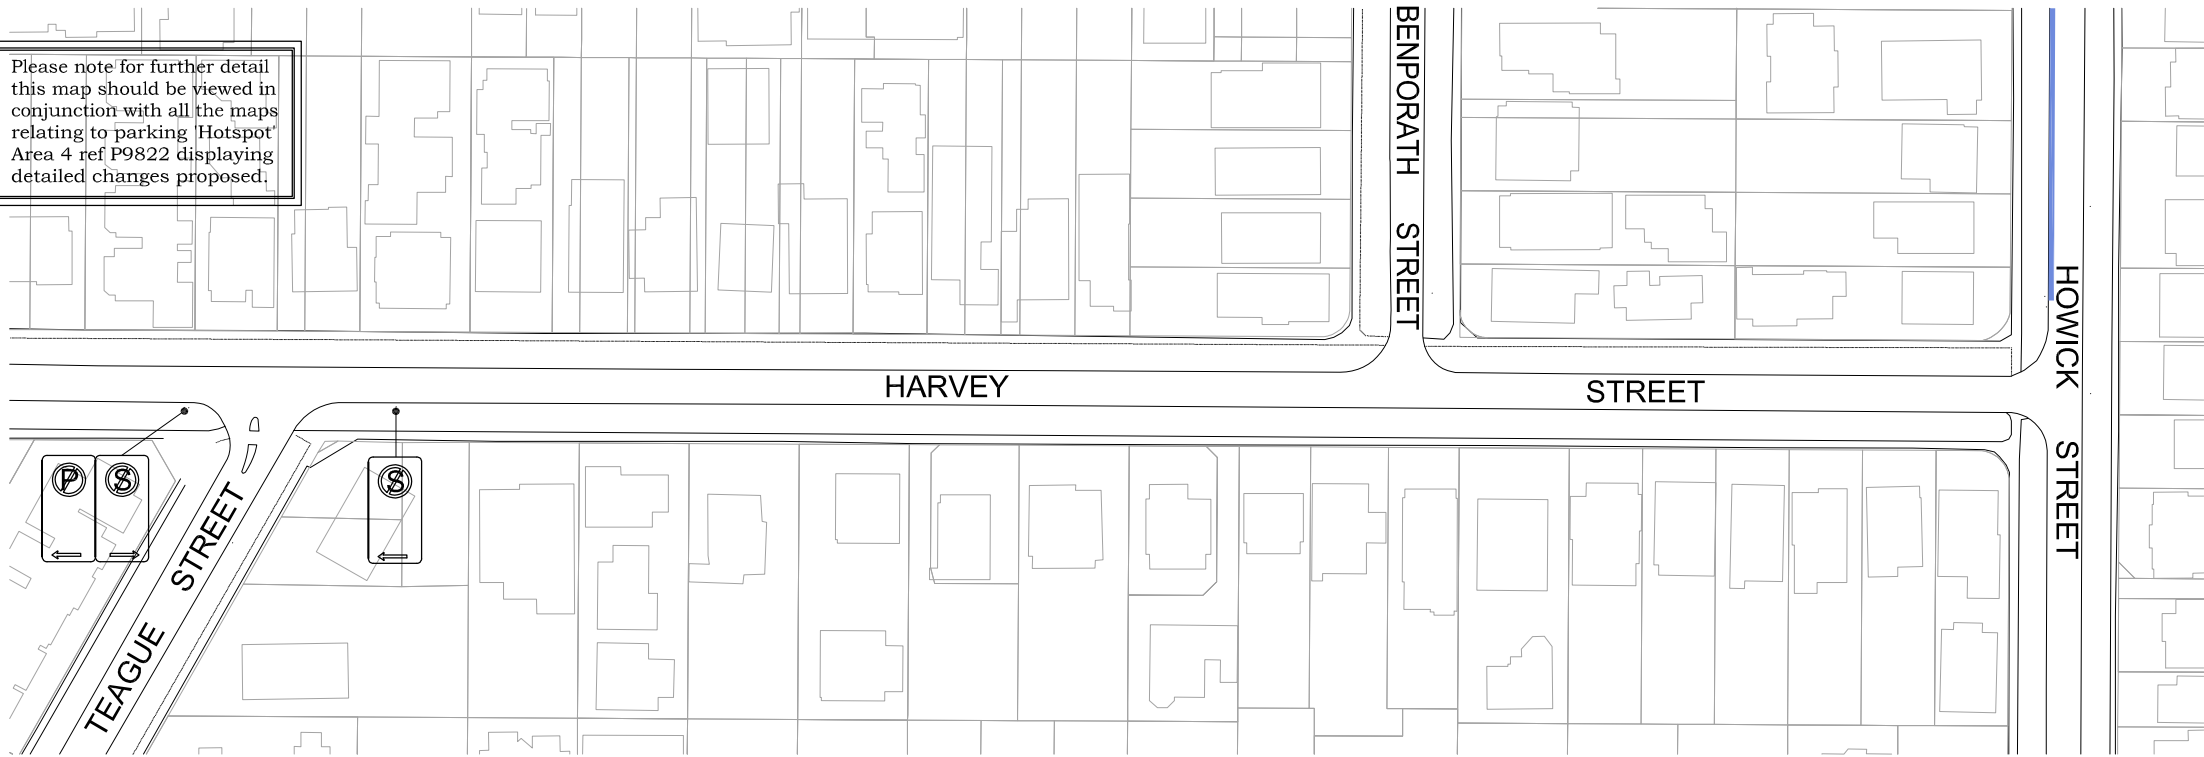 Please note for further detail
this map should be viewed in
conjunction with all the maps
relating to parking 'Hotspot'
Area 4 ref P9822 displaying
detailed changes proposed.
BENPORATH STREET
HOWICK STREET
HARVEY STREET
P S
S
TEAGUE STREET